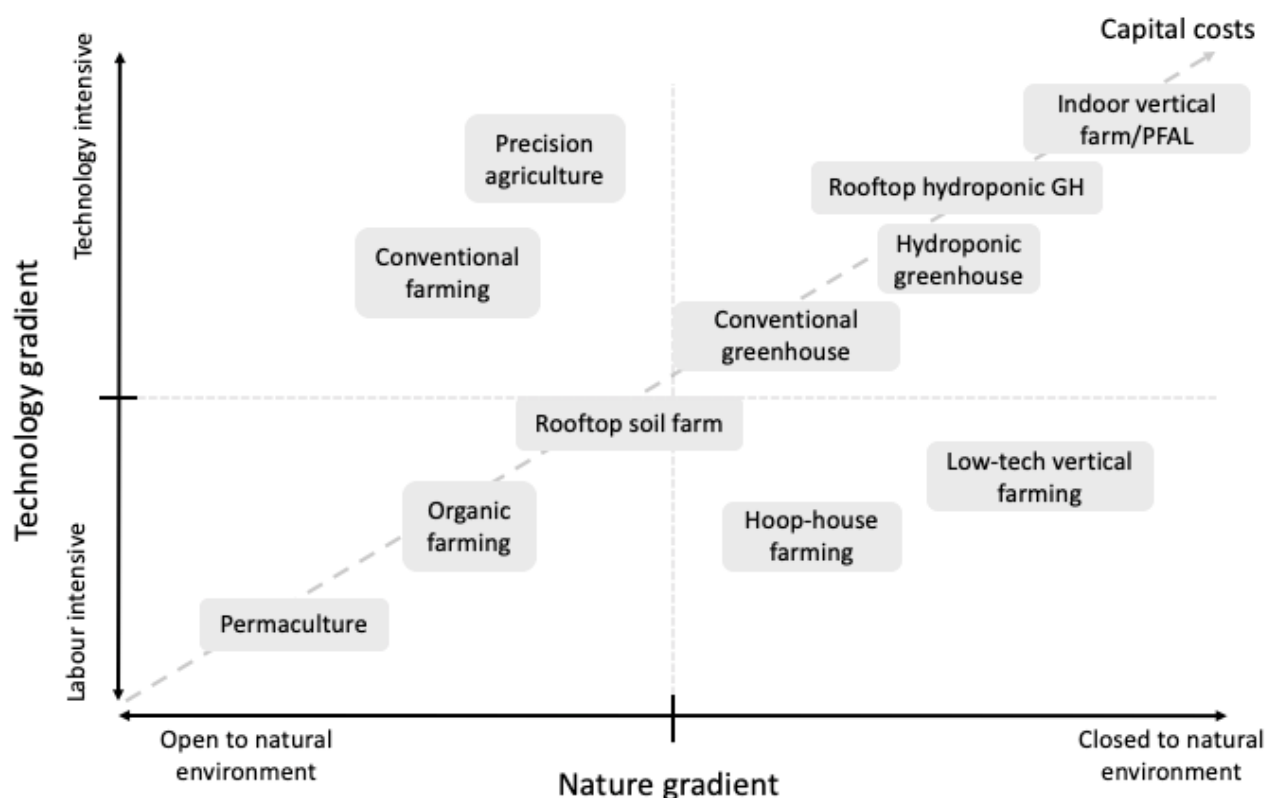 Capital costs
Technology intensive
Indoor vertical
farm/PFAL
Precision
agriculture
Rooftop hydroponic GH
Hydroponic
greenhouse
Conventional
farming
Conventional
greenhouse
Technology gradient
Rooftop soil farm
Low-tech vertical
farming
Organic
farming
Hoop-house
farming
Labour intensive
Permaculture
Open to natural
environment
Closed to natural
environment
Nature gradient